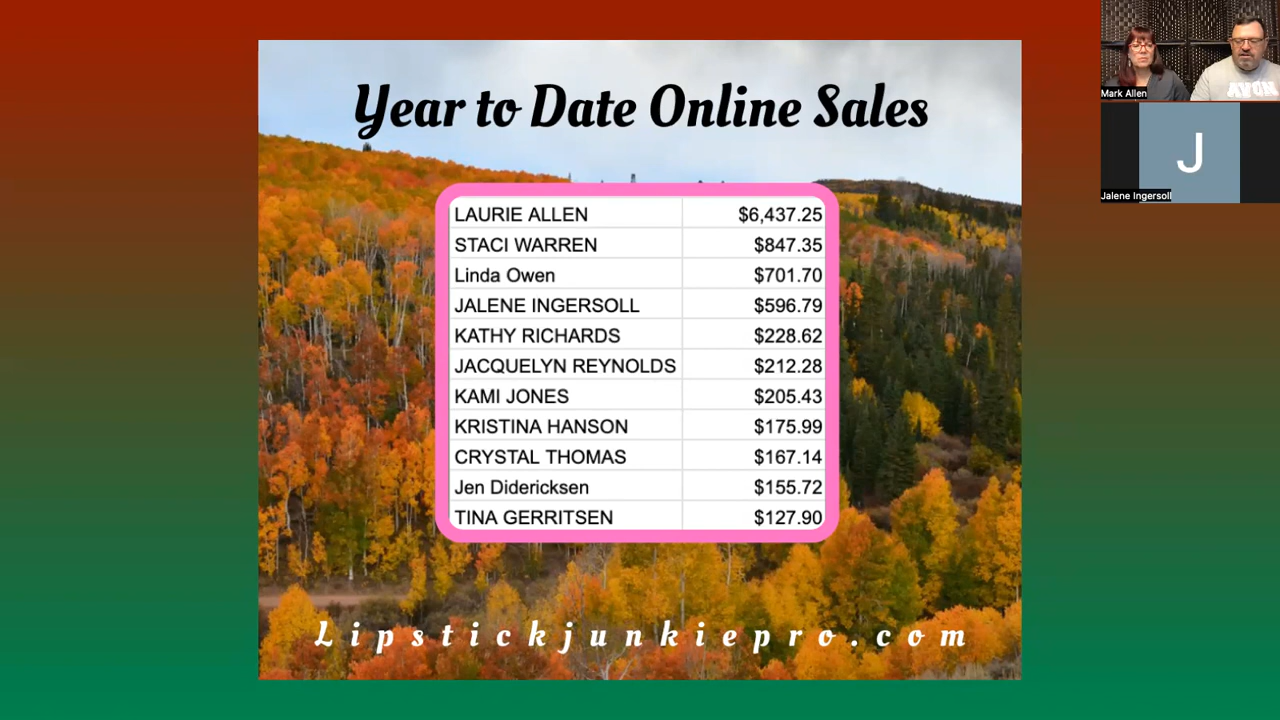 Year to Date Online Sales
LAURIE ALLEN $6,437.25
STACI WARREN $847.35
Linda Owen $701.70
JALENE INGERSOLL $596.79
KATHY RICHARDS $228.62
JACQUELYN REYNOLDS $212.28
KAMI JONES $205.43
KRISTINA HANSON $175.99
CRYSTAL THOMAS $167.14
Jen Didericksen $155.72
TINA GERRITSEN $127.90
Lipstickjunkiepro.com
AVON
Mark Allen
J
Jalene Ingersoll